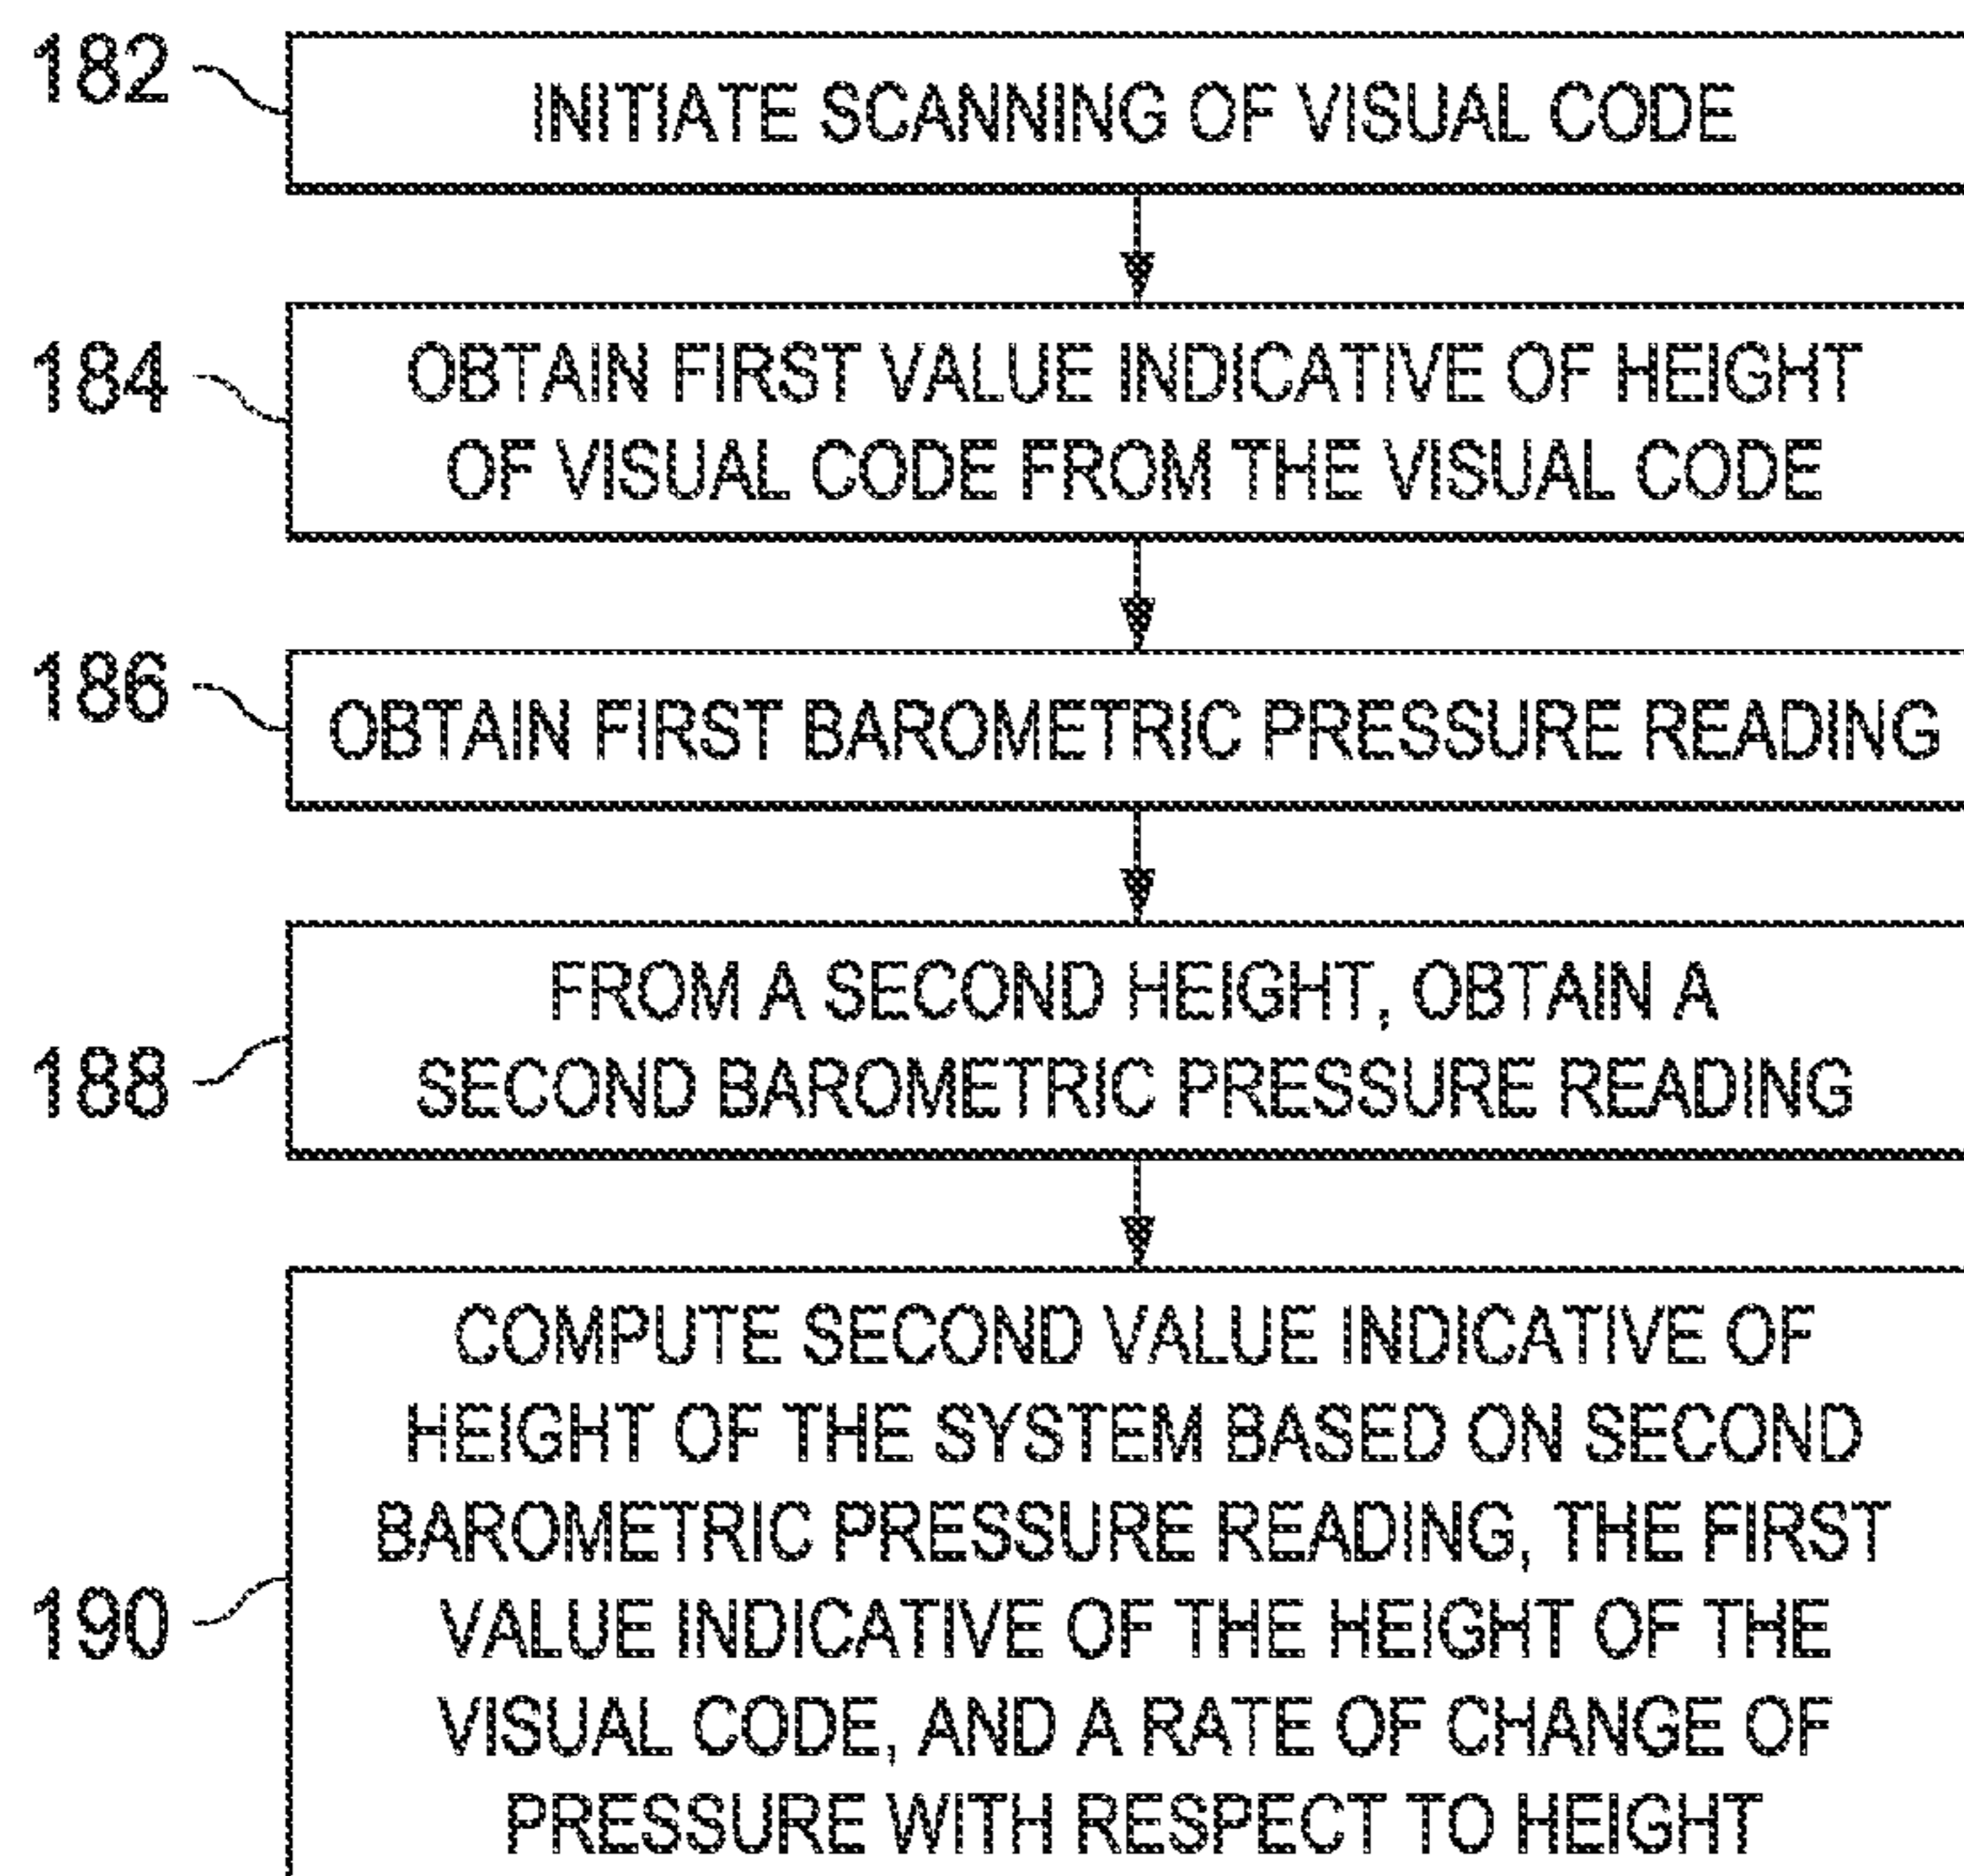 182
INITIATE SCANNING OF VISUAL CODE
184
OBTAIN FIRST VALUE INDICATIVE OF HEIGHT
OF VISUAL CODE FROM THE VISUAL CODE
186
OBTAIN FIRST BAROMETRIC PRESSURE READING
188
FROM A SECOND HEIGHT, OBTAIN A
SECOND BAROMETRIC PRESSURE READING
190
COMPUTE SECOND VALUE INDICATIVE OF
HEIGHT OF THE SYSTEM BASED ON SECOND
BAROMETRIC PRESSURE READING, THE FIRST
VALUE INDICATIVE OF THE HEIGHT OF THE
VISUAL CODE, AND A RATE OF CHANGE OF
PRESSURE WITH RESPECT TO HEIGHT